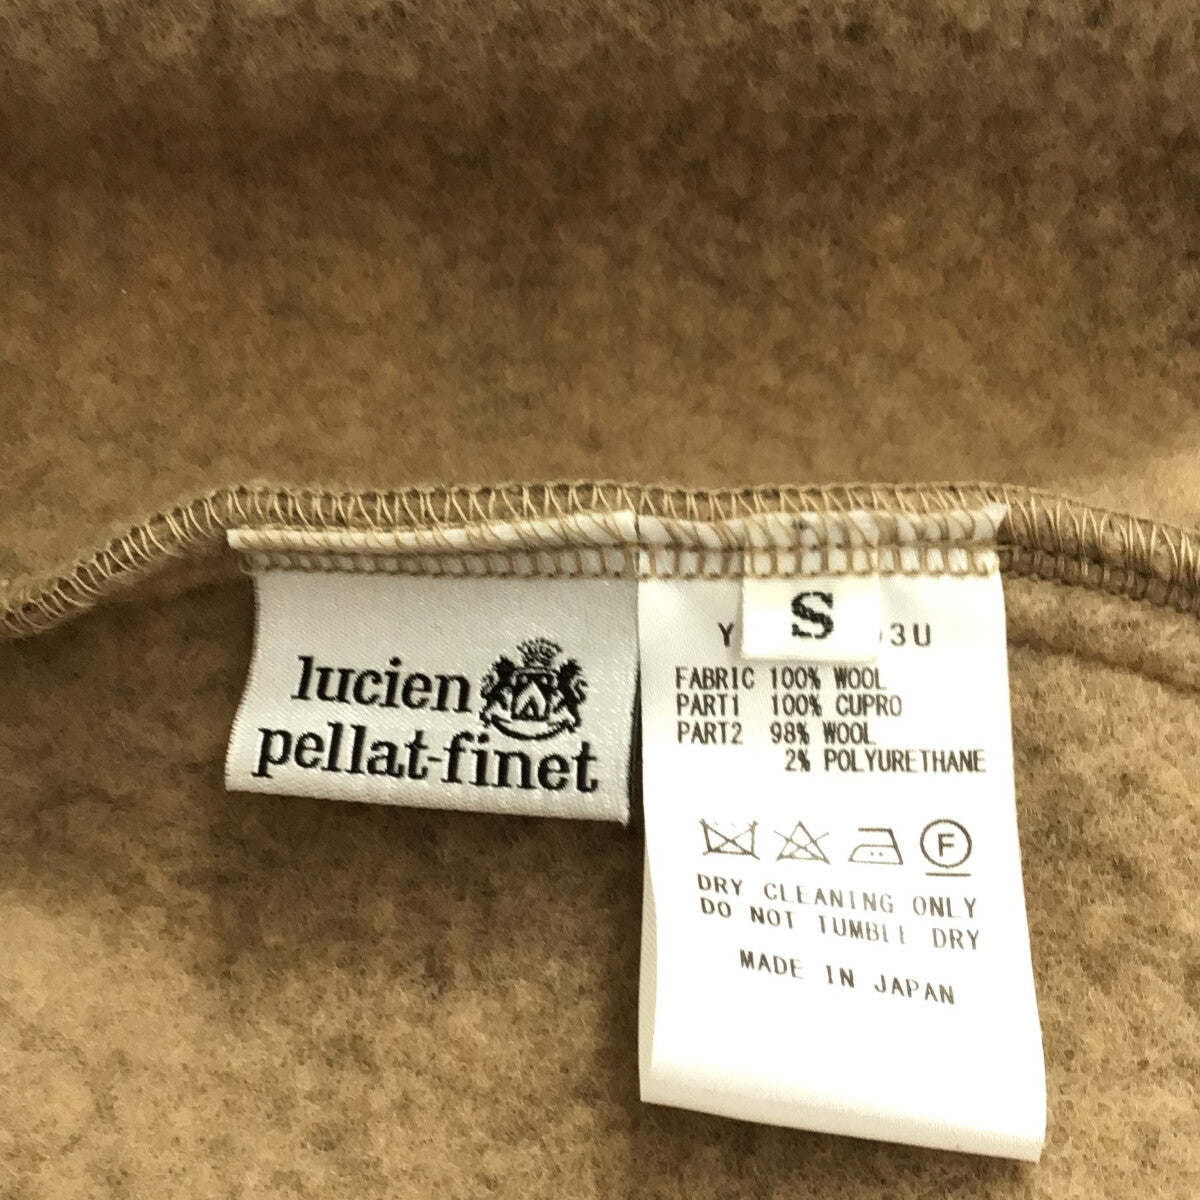 lucien
pellat-finet
S
FABRIC 100% WOOL
PART1 100% CUPRO
PART2 98% WOOL
2% POLYURETHANE
F
DRY CLEANING ONLY
DO NOT TUMBLE DRY
MADE IN JAPAN